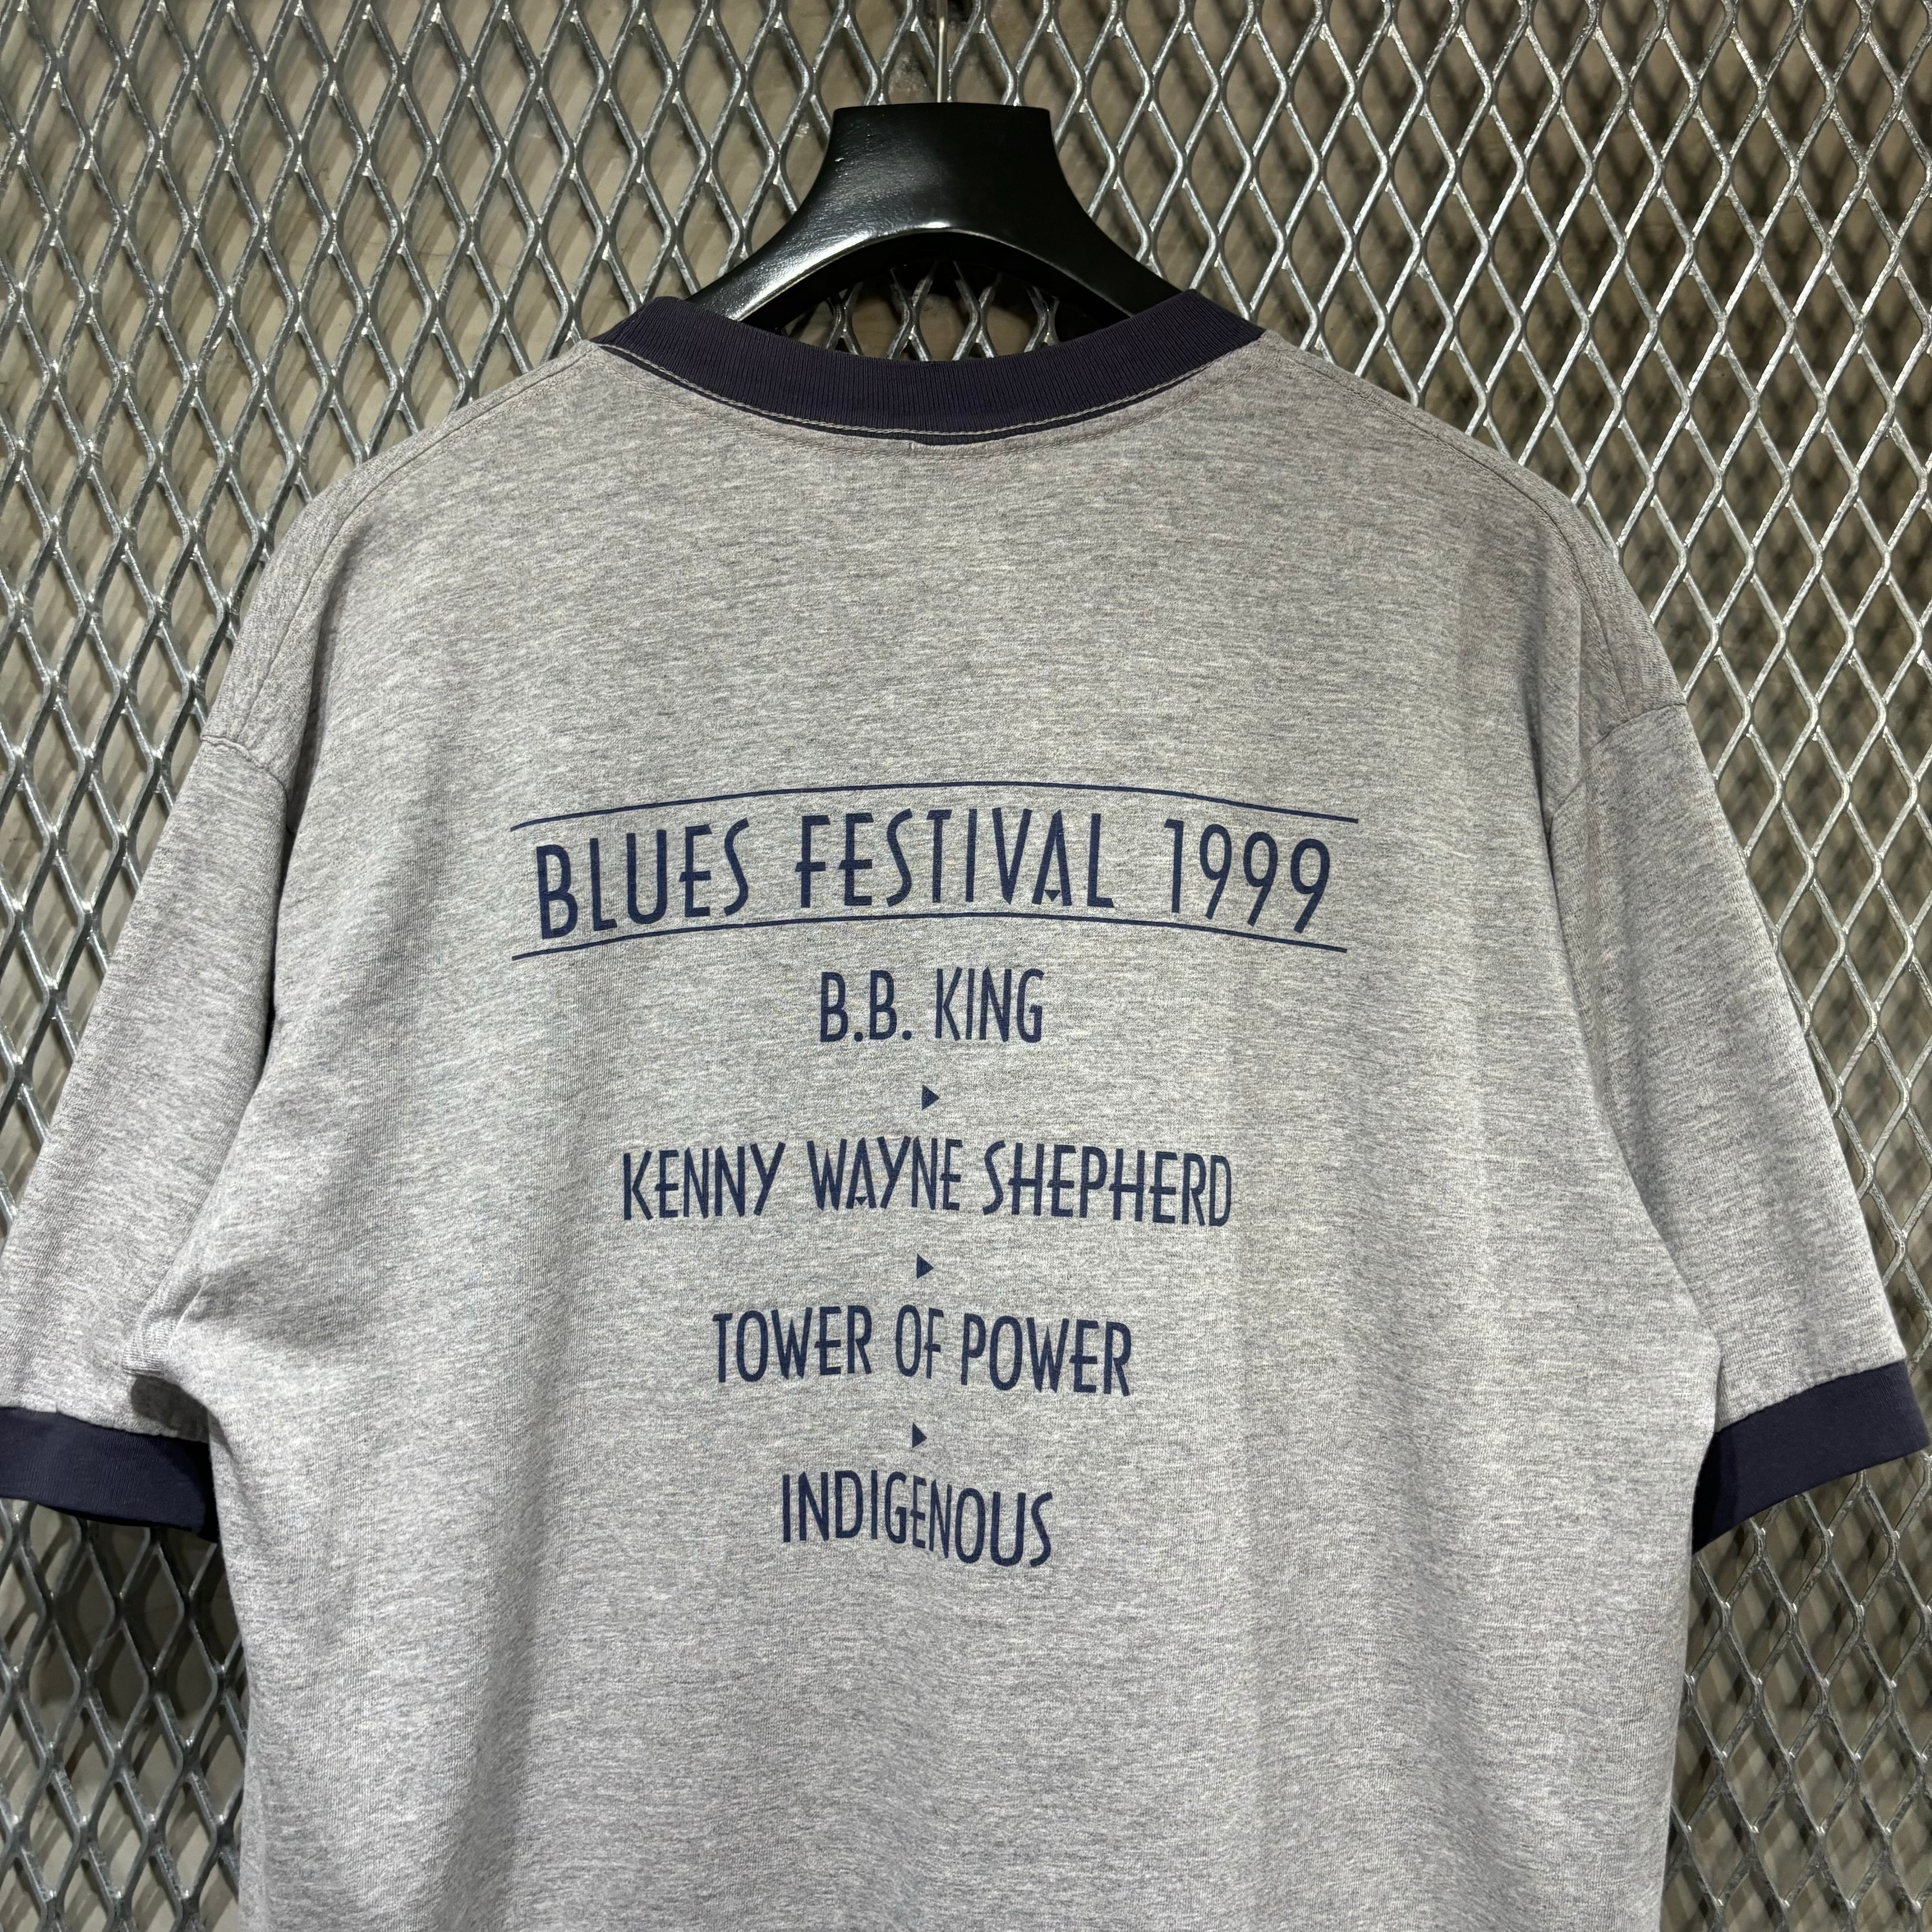 BLUES FESTIVAL 1999
B.B. KING
KENNY WAYNE SHEPHERD
TOWER OF POWER
INDIGENOUS